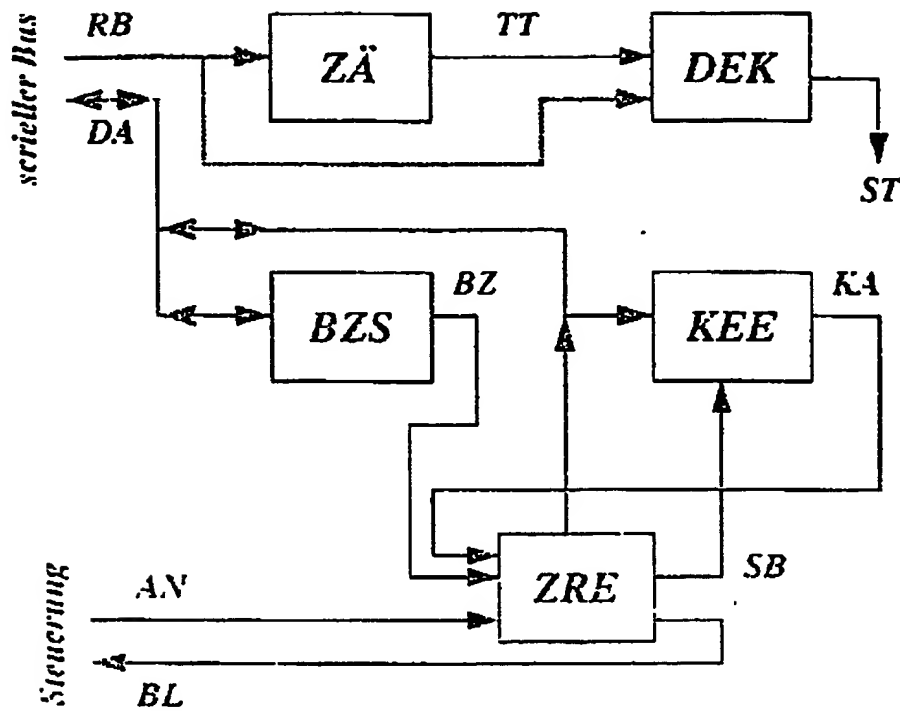 serieller Bus
RB
ZÄ
TT
DEK
DA
ST
BZS
BZ
KEE
KA
Steuerung
AN
ZRE
SB
BL